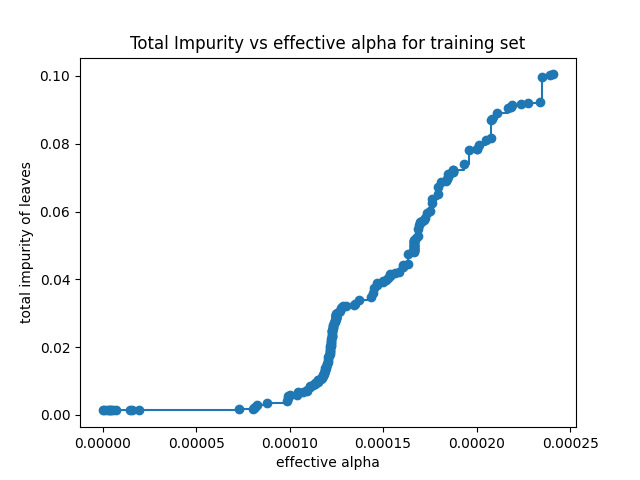 Total Impurity vs effective alpha for training set
0.10
0.08
0.06
0.04
0.02
0.00
total impurity of leaves
0.00000 0.00005 0.00010 0.00015 0.00020 0.00025
effective alpha